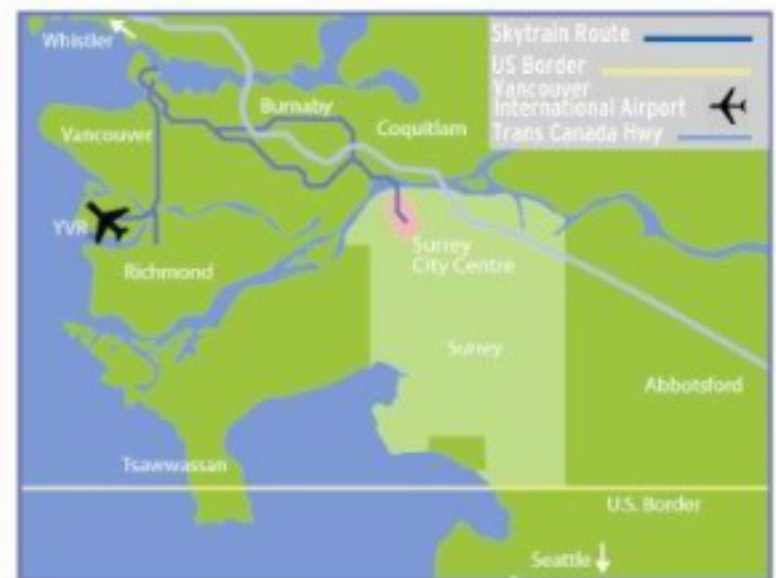 Whistler
Skytrain Route
US Border
Vancouver
International Airport
Trans Canada Hwy
Burnaby
Coquitlam
Vancouver
YVR
Richmond
Surrey
City Centre
Surrey
Abbotsford
Tsawwassan
U.S. Border
Seattle